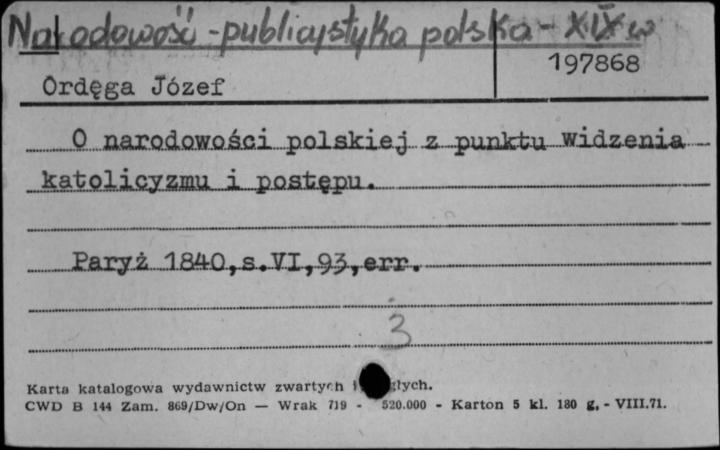 Narodowość - publicystyka polska - XIX w
197868
Ordęga Józef
O narodowości polskiej z punktu widzenia
katolicyzmu i postępu.
Paryż 1840,s.VI,93,err.
3
Karta katalogowa wydawnictw zwartych i
CWD B 144 Zam. 869/Dw/On — Wrak 719 - 520.000 - Karton 5 kl. 180 g. - VIII.71.